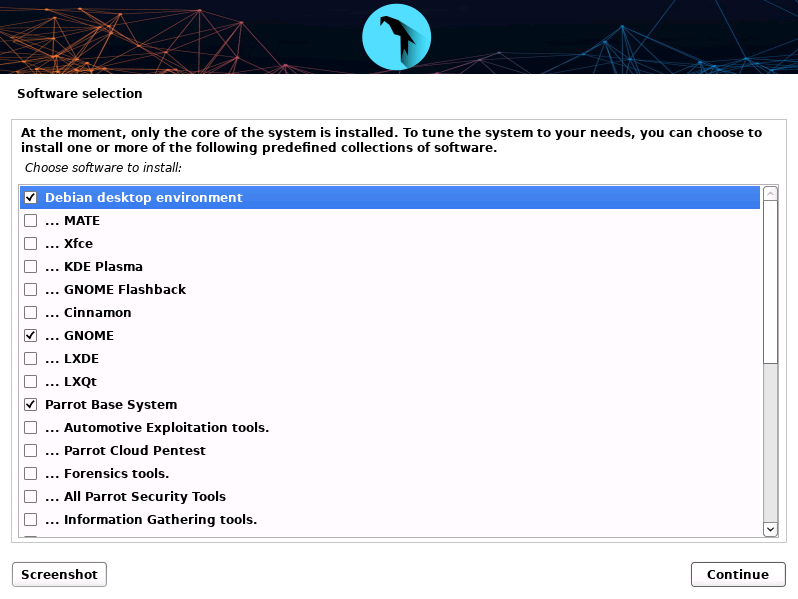 Software selection
At the moment, only the core of the system is installed. To tune the system to your needs, you can choose to
install one or more of the following predefined collections of software.
Choose software to install:
Debian desktop environment
... MATE
... Xfce
... KDE Plasma
... GNOME Flashback
... Cinnamon
... GNOME
... LXDE
... LXQt
Parrot Base System
... Automotive Exploitation tools.
... Parrot Cloud Pentest
... Forensics tools.
... All Parrot Security Tools
... Information Gathering tools.
Screenshot
Continue